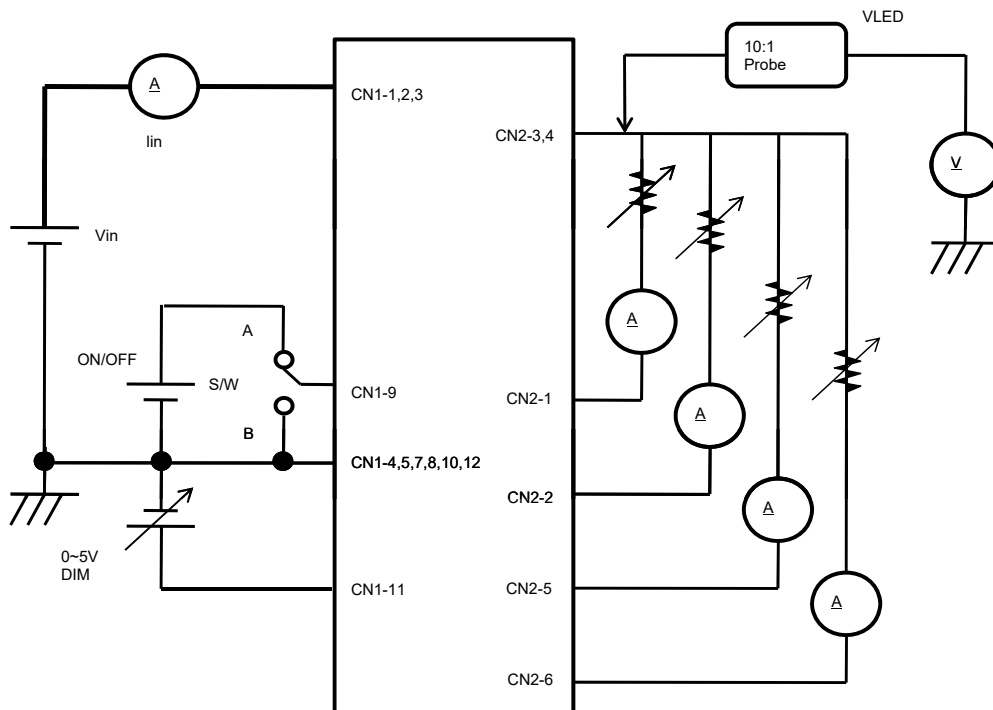 VLED
10:1
Probe
A
CN1-1,2,3
Iin
CN2-3,4
V
Vin
A
A
ON/OFF
S/W
CN1-9
CN2-1
A
B
CN1-4,5,7,8,10,12
CN2-2
A
0~5V
DIM
CN1-11
CN2-5
A
CN2-6